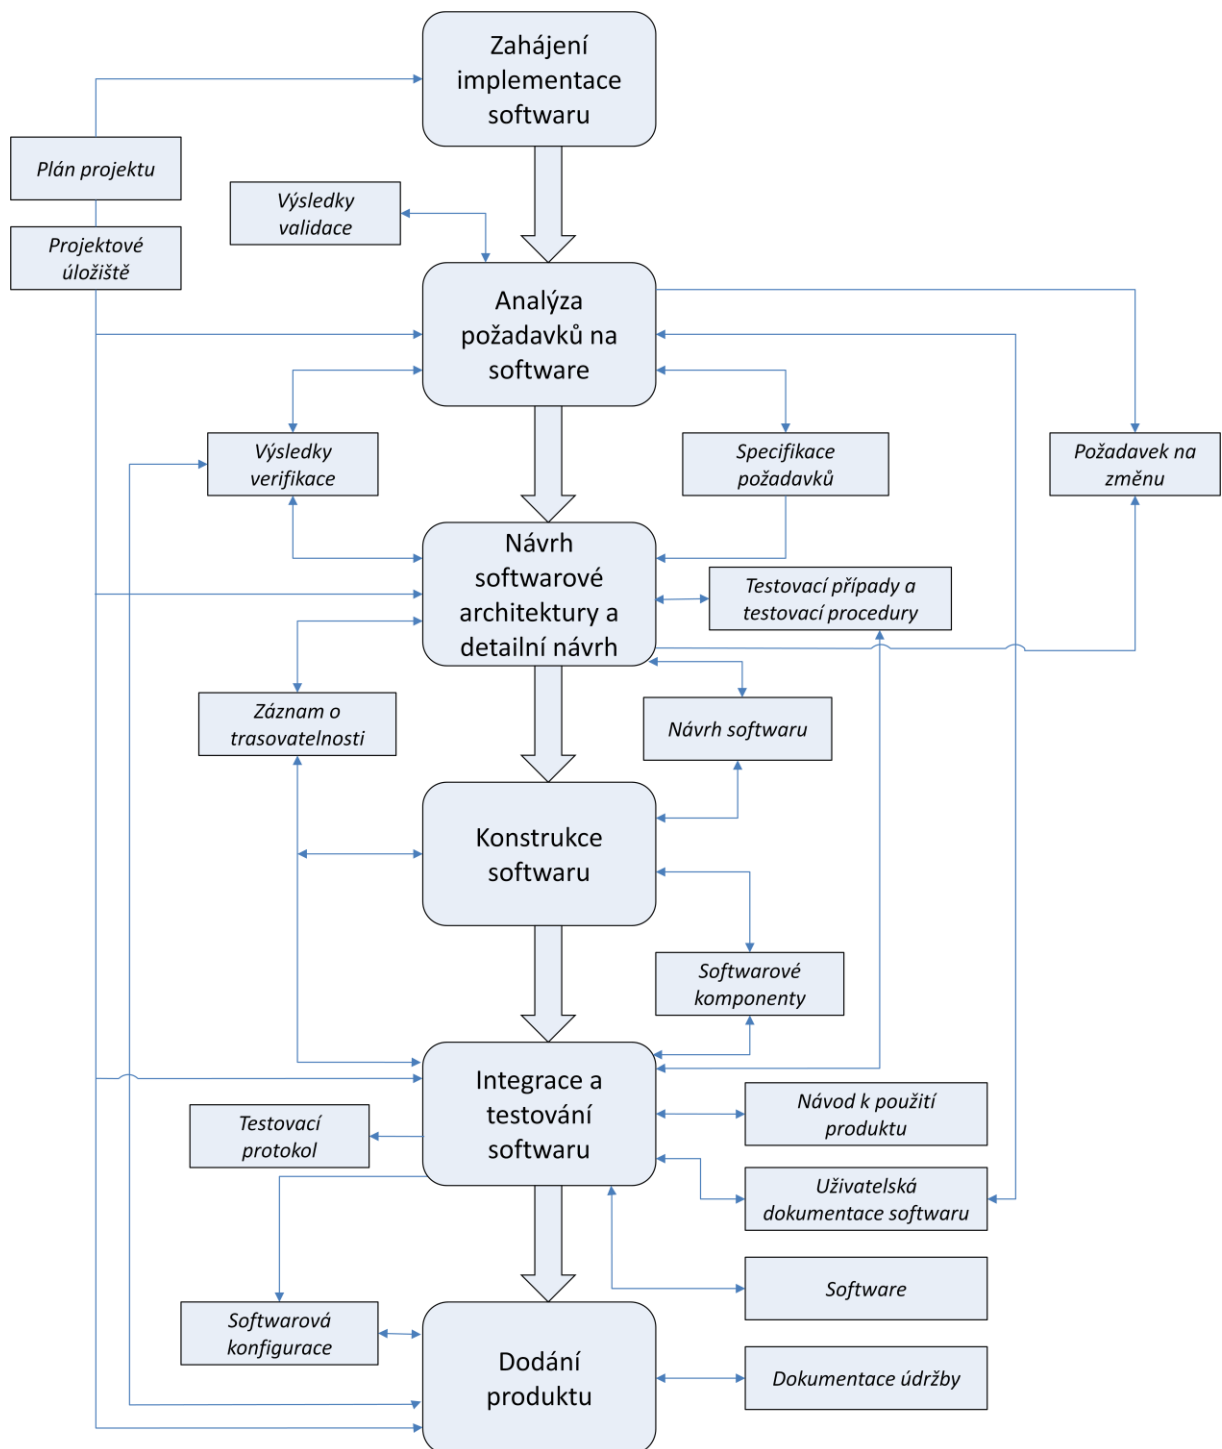 Zahájení
implementace
softwaru
Plán projektu
Výsledky
validace
Projektové
úložiště
Analýza
požadavků na
software
Výsledky
verifikace
Specifikace
požadavků
Požadavek na
změnu
Návrh
softwarové
architektury a
detailní návrh
Testovací případy a
testovací procedury
Záznam o
trasovatelnosti
Návrh softwaru
Konstrukce
softwaru
Softwarové
komponenty
Integrace a
testování
softwaru
Testovací
protokol
Návod k použití
produktu
Uživatelská
dokumentace softwaru
Software
Softwarová
konfigurace
Dodání
produktu
Dokumentace údržby